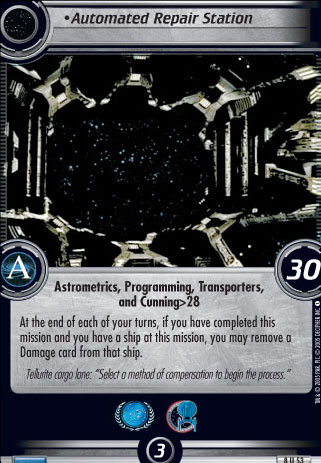 •Automated Repair Station
A
30
Astrometrics, Programming, Transporters,
and Cunning>28
At the end of each of your turns, if you have completed this
mission and you have a ship at this mission, you may remove a
Damage card from that ship.
Tellurite cargo lane: “Select a method of compensation to begin the process.”
3
8 U 53